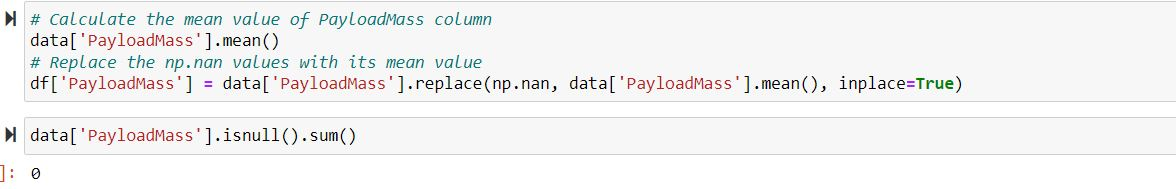 # Calculate the mean value of PayloadMass column
data['PayloadMass'].mean()
# Replace the np.nan values with its mean value
df['PayloadMass'] = data['PayloadMass'].replace(np.nan, data['PayloadMass'].mean(), inplace=True)
data['PayloadMass'].isnull().sum()
]: 0